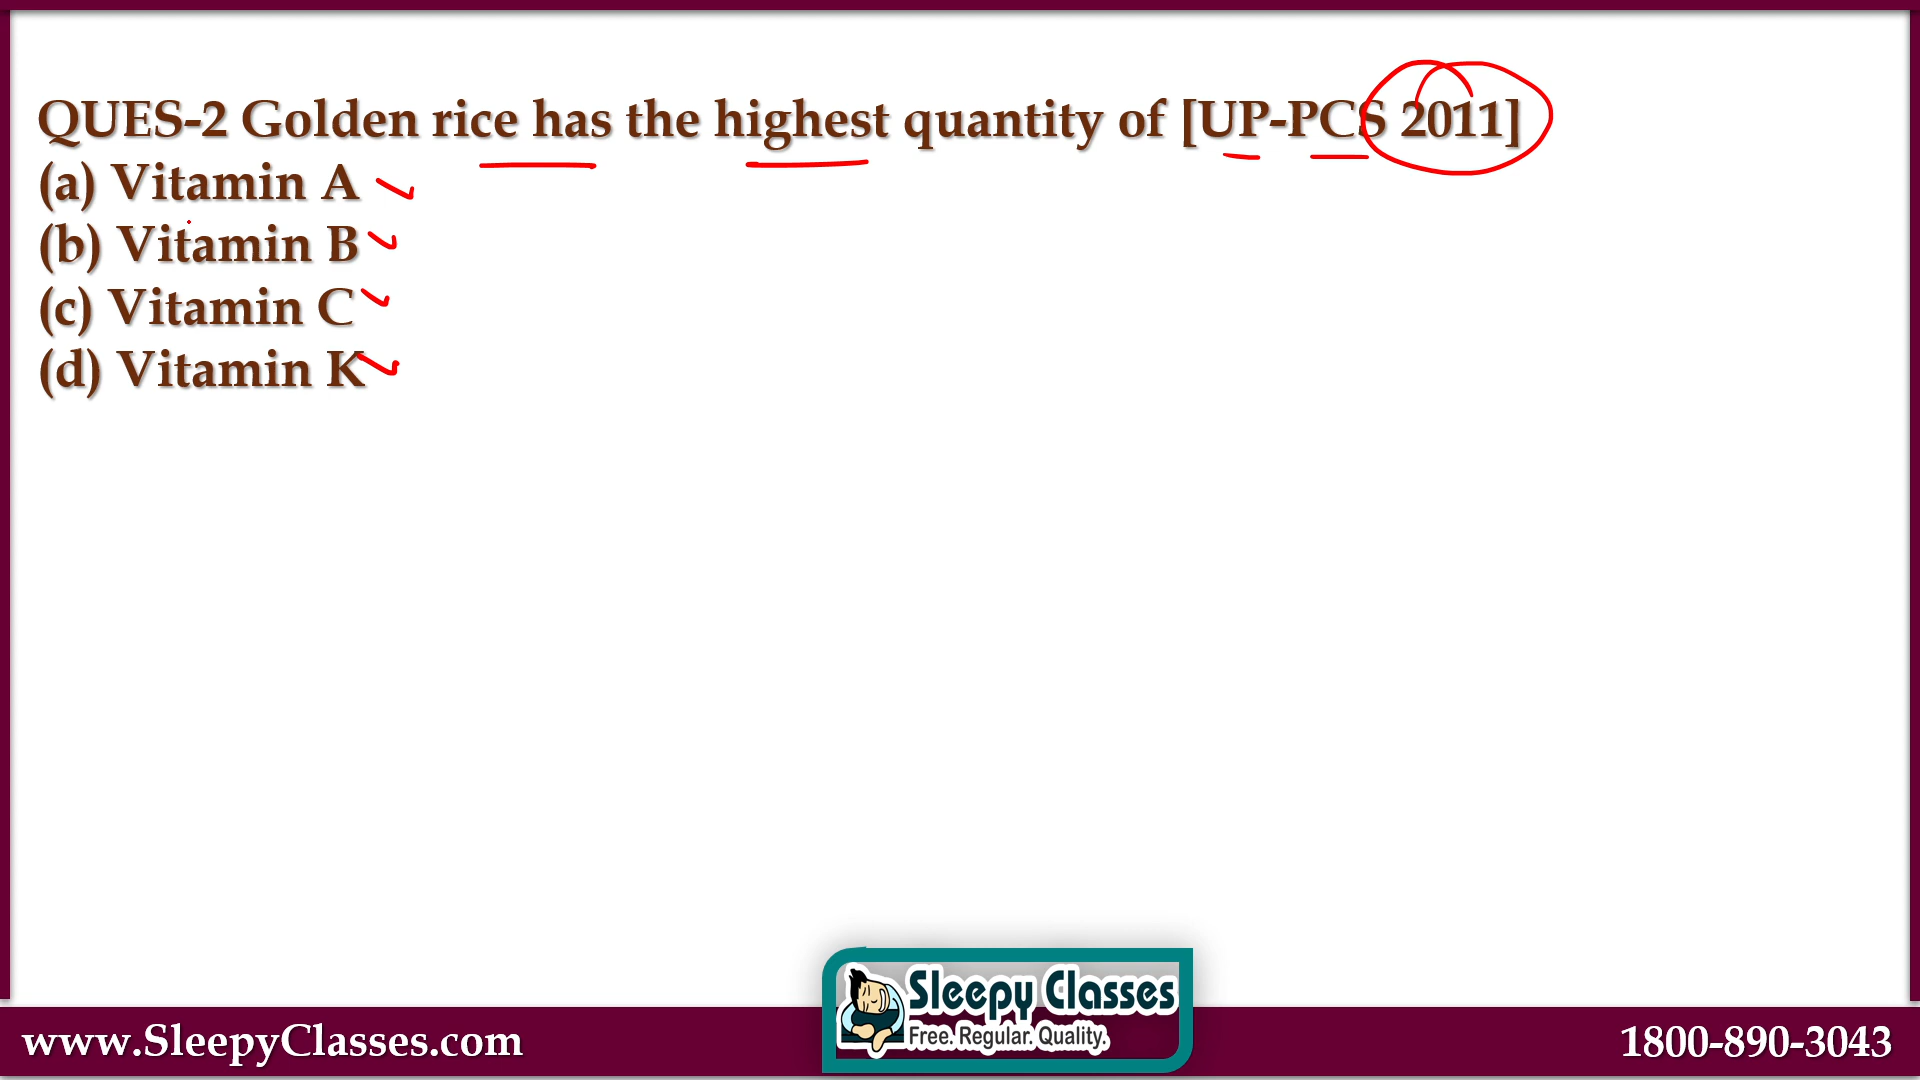 QUES-2 Golden rice has the highest quantity of [UP-PCS 2011]
(a) Vitamin A
(b) Vitamin B
(c) Vitamin C
(d) Vitamin K
Sleepy Classes
Free. Regular. Quality.
www.SleepyClasses.com
1800-890-3043